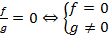 f/g = 0 ⇔ { f = 0
g ≠ 0